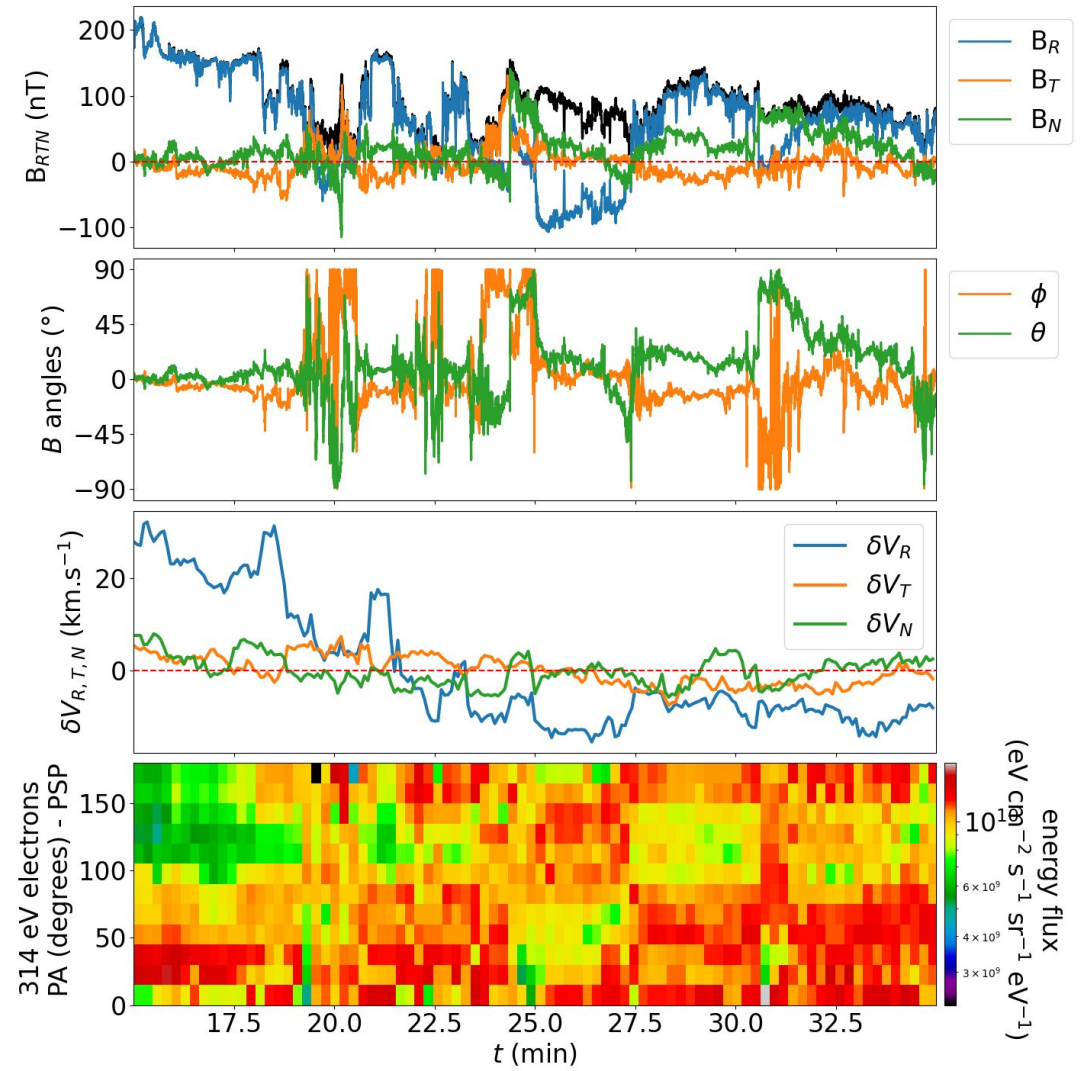 200
100
0
−100
B_RTN (nT)
B_R
B_T
B_N
90
45
0
−45
−90
B angles (°)
ϕ
θ
20
0
δV_R, T, N (km.s⁻¹)
δV_R
δV_T
δV_N
150
100
50
0
314 eV electrons
PA (degrees) - PSP
17.5
20.0
22.5
25.0
27.5
30.0
32.5
t (min)
6×10⁹
4×10⁹
3×10⁹
energy flux
(eV cm⁻² s⁻¹ sr⁻¹ eV⁻¹)